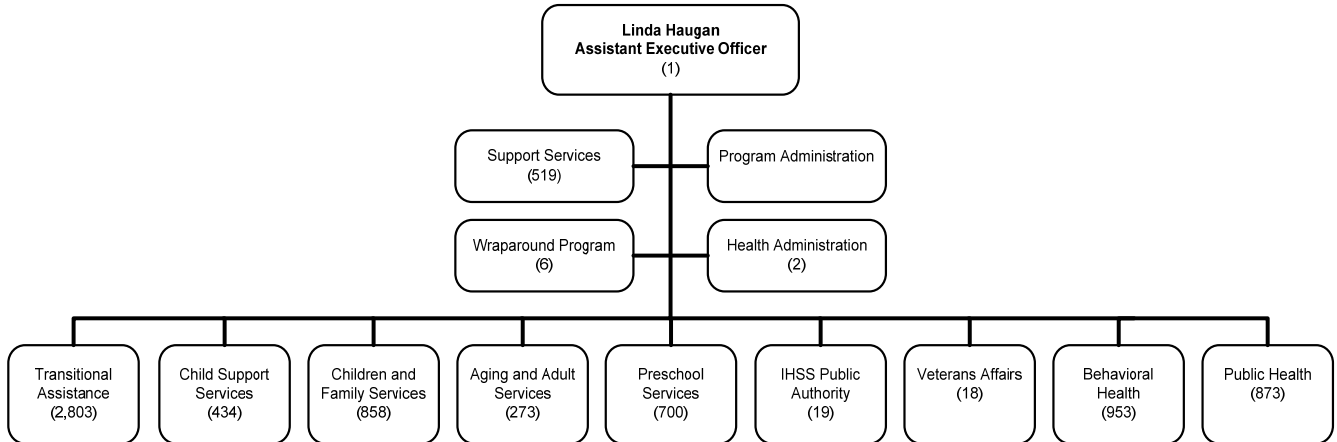 Linda Haugan
Assistant Executive Officer
(1)
Support Services
(519)
Program Administration
Wraparound Program
(6)
Health Administration
(2)
Transitional
Assistance
(2,803)
Child Support
Services
(434)
Children and
Family Services
(858)
Aging and Adult
Services
(273)
Preschool
Services
(700)
IHSS Public
Authority
(19)
Veterans Affairs
(18)
Behavioral
Health
(953)
Public Health
(873)